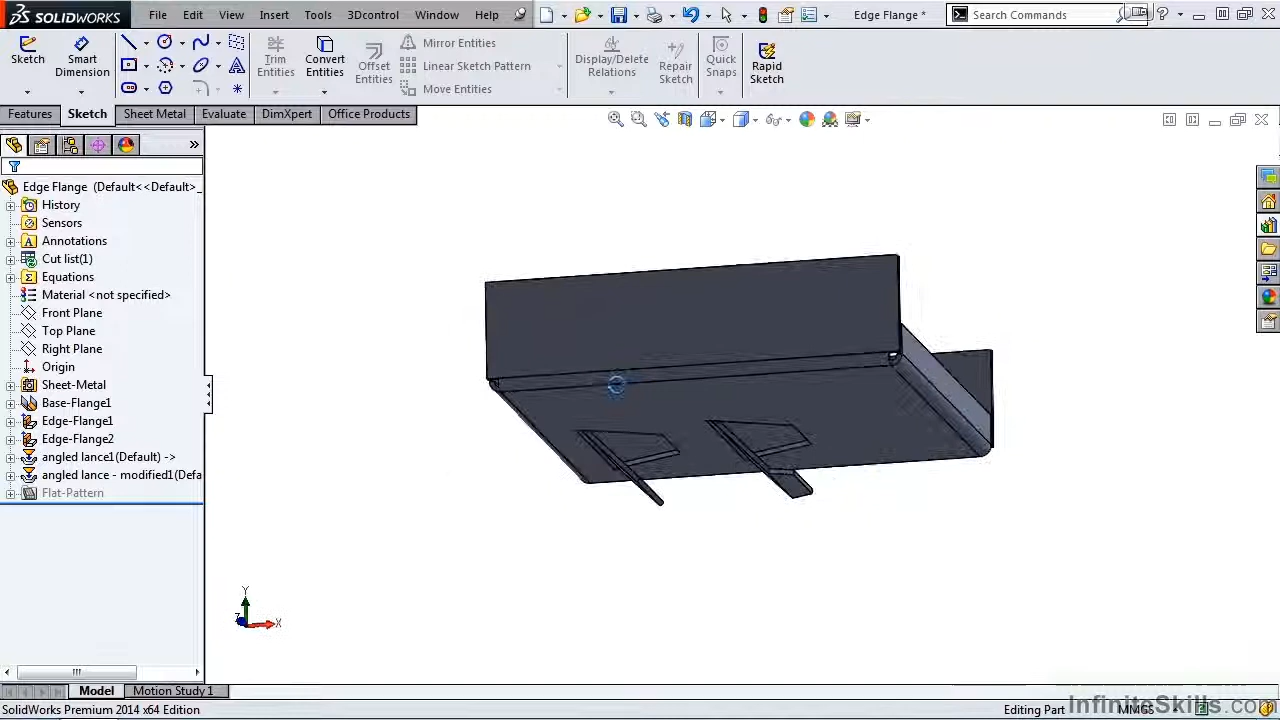 SOLIDWORKS File Edit View Insert Tools 3Dcontrol Window Help Edge Flange * Search Commands
Sketch Smart Dimension Trim Entities Convert Entities Offset Entities Mirror Entities Linear Sketch Pattern Move Entities Display/Delete Relations Repair Sketch Quick Snaps Rapid Sketch
Features Sketch Sheet Metal Evaluate DimXpert Office Products
Edge Flange (Default<<Default>_
History
Sensors
Annotations
Cut list(1)
Equations
Material <not specified>
Front Plane
Top Plane
Right Plane
Origin
Sheet-Metal
Base-Flange1
Edge-Flange1
Edge-Flange2
angled lance1(Default) ->
angled lance - modified1(Defa
Flat-Pattern
Y
Z X
Model Motion Study 1
InfiniteSkills.com
SolidWorks Premium 2014 x64 Edition Editing Part MMGS